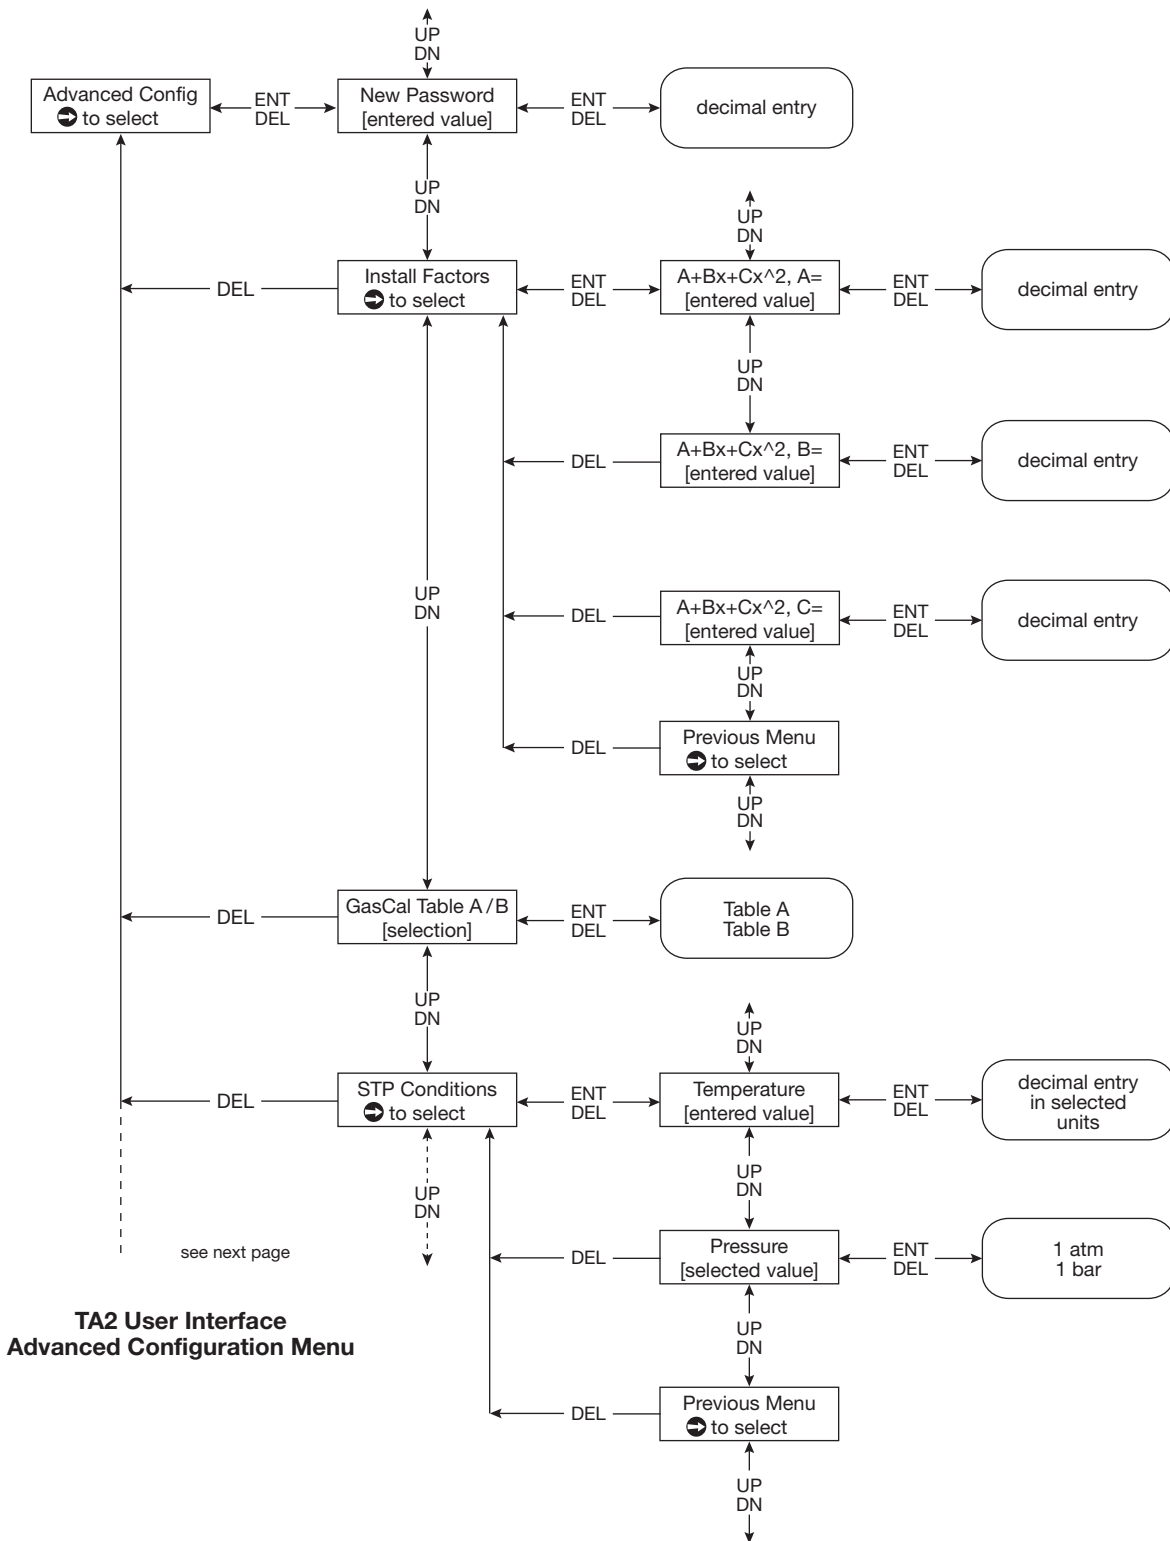 UP
DN
Advanced Config
to select
ENT
DEL
New Password
[entered value]
ENT
DEL
decimal entry
UP
DN
UP
DN
DEL
Install Factors
to select
ENT
DEL
A+Bx+Cx^2, A=
[entered value]
ENT
DEL
decimal entry
UP
DN
DEL
A+Bx+Cx^2, B=
[entered value]
ENT
DEL
decimal entry
UP
DN
DEL
A+Bx+Cx^2, C=
[entered value]
ENT
DEL
decimal entry
UP
DN
DEL
Previous Menu
to select
UP
DN
DEL
GasCal Table A/B
[selection]
ENT
DEL
Table A
Table B
UP
DN
UP
DN
DEL
STP Conditions
to select
ENT
DEL
Temperature
[entered value]
ENT
DEL
decimal entry
in selected
units
UP
DN
UP
DN
see next page
DEL
Pressure
[selected value]
ENT
DEL
1 atm
1 bar
TA2 User Interface
Advanced Configuration Menu
UP
DN
DEL
Previous Menu
to select
UP
DN